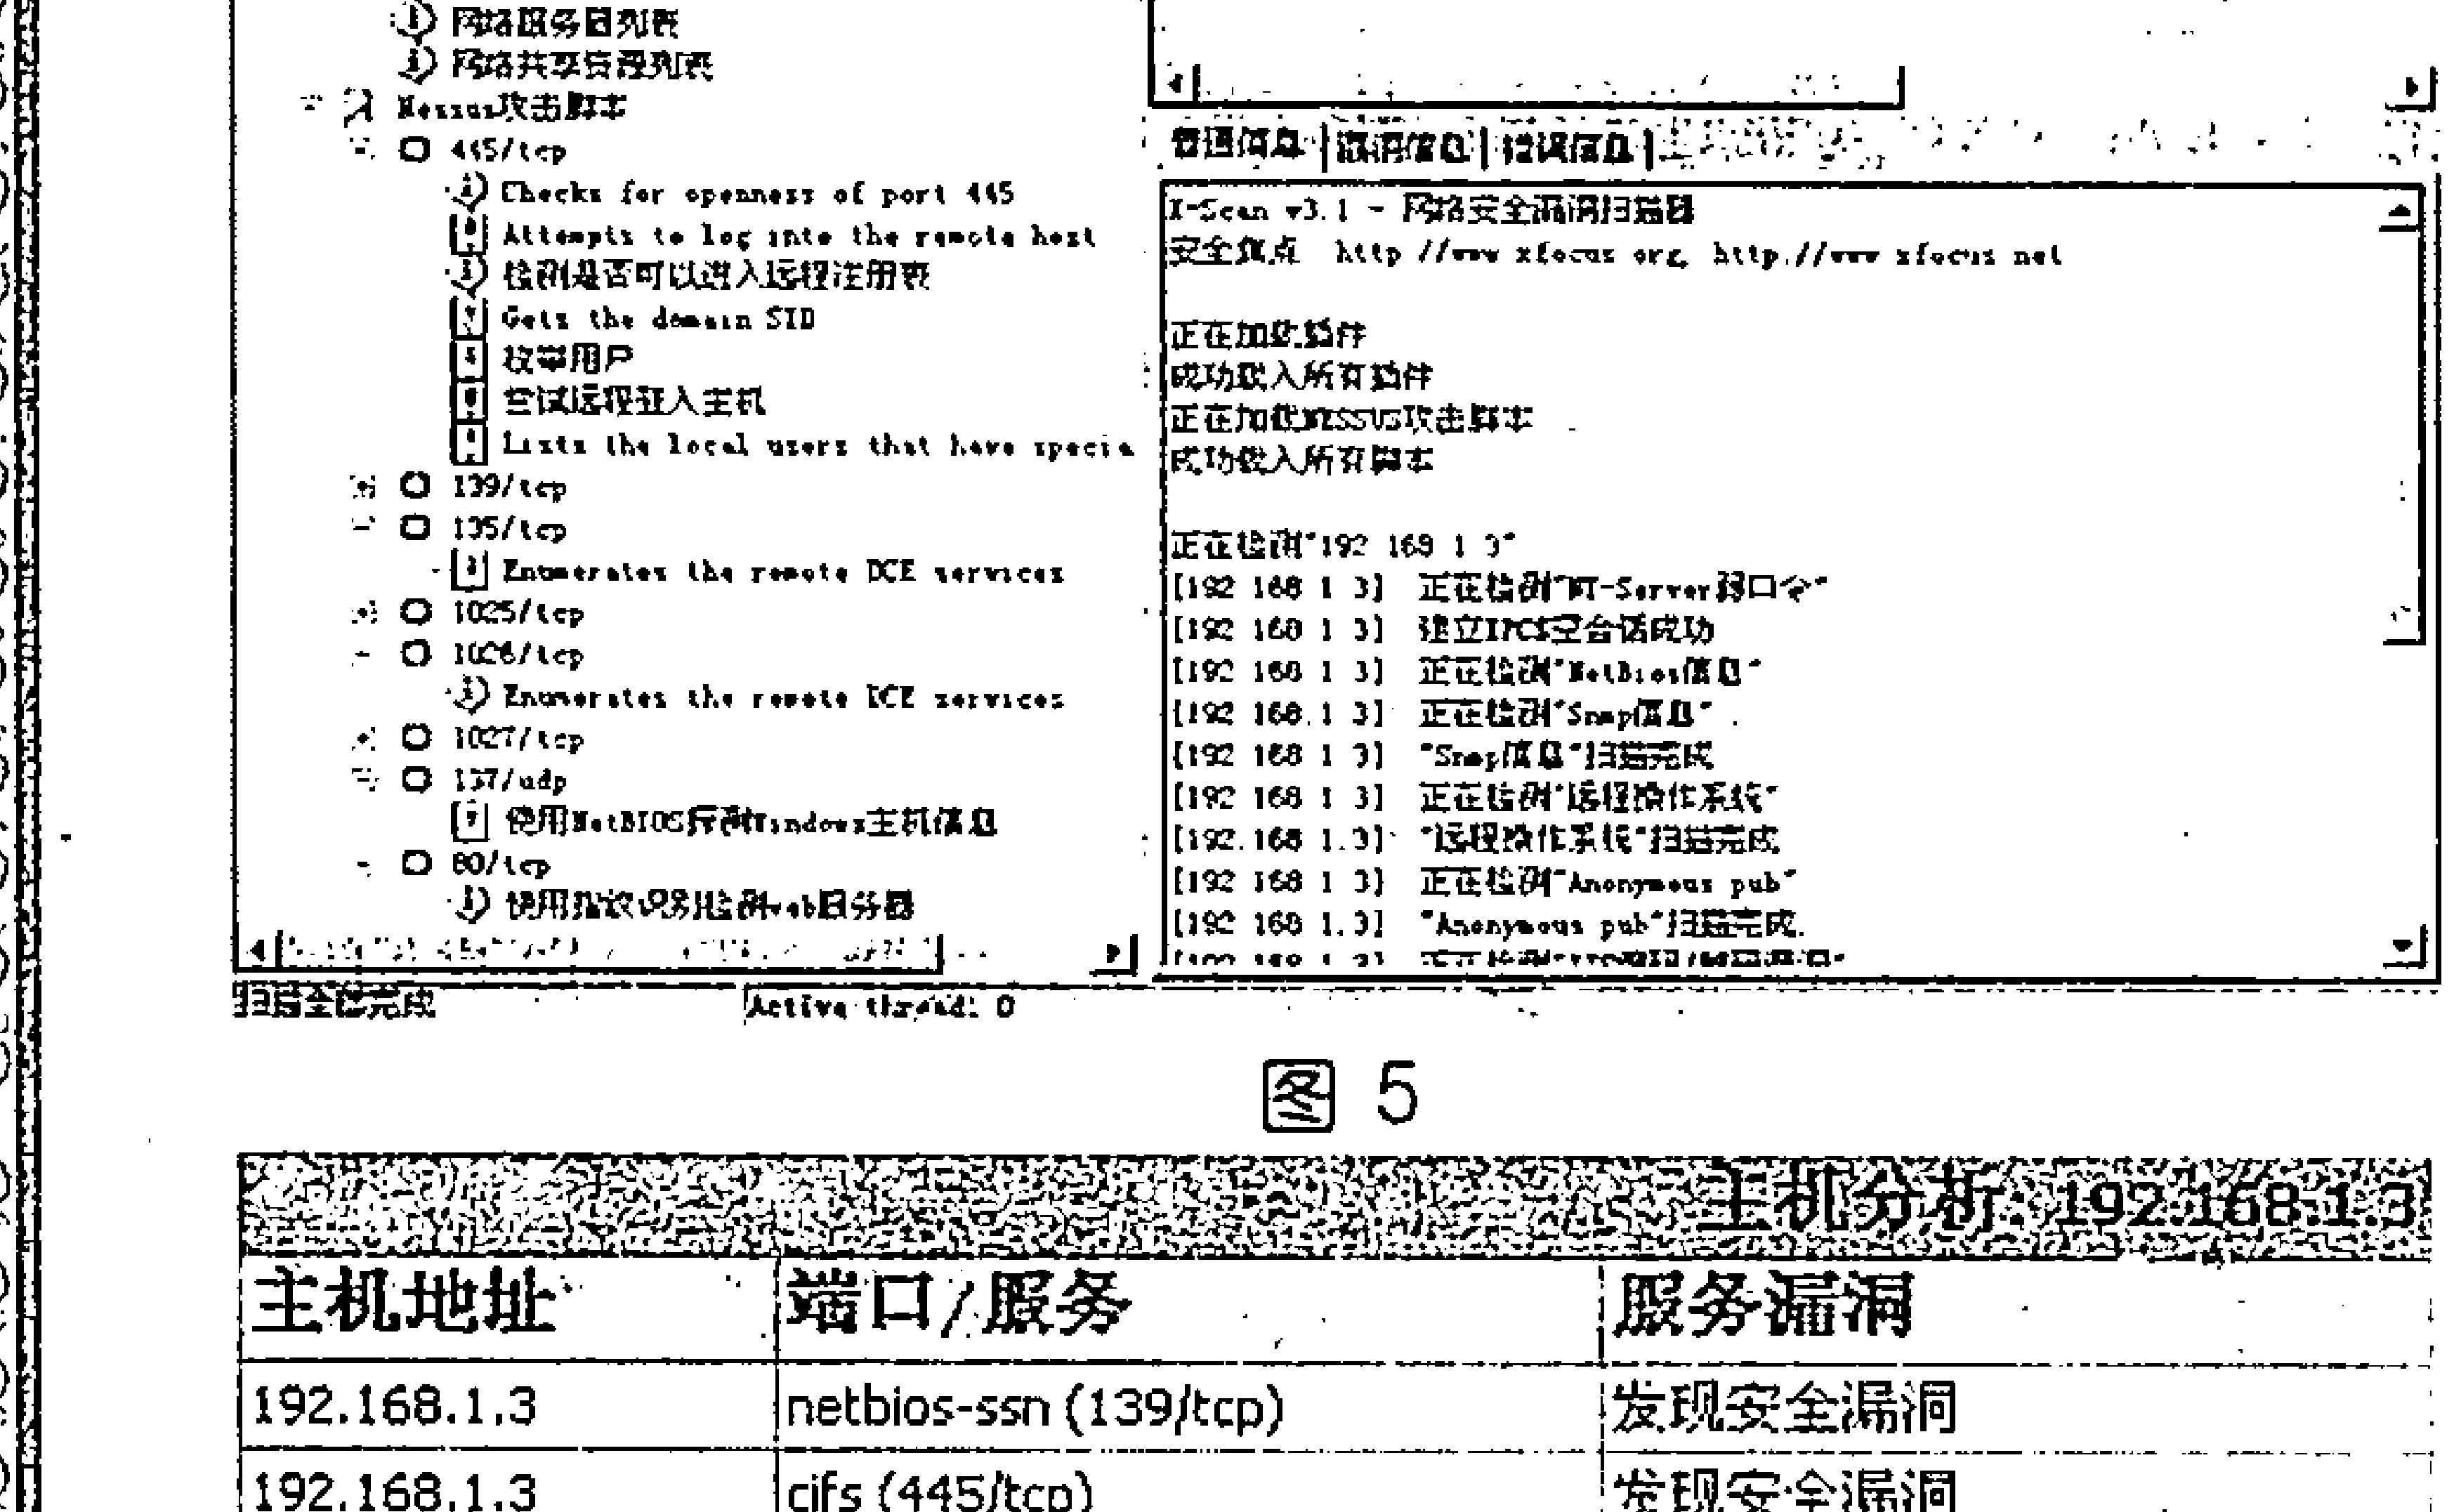 网络服务器列表
网络共享资源列表
Nessus攻击脚本
445/tcp
Checks for openness of port 445
Attempts to log into the remote host
检测是否可以进入远程注册表
Gets the domain SID
枚举用户
尝试远程登入主机
Lists the local users that have specia
139/tcp
135/tcp
Enumerates the remote DCE services
1025/tcp
1026/tcp
Enumerates the remote DCE services
1027/tcp
137/udp
使用NetBIOS探测Windows主机信息
80/tcp
使用指纹识别检测web服务器
扫描全部完成
Active thread: 0
普通信息 | 漏洞信息 | 错误信息 |
X-Scan v3.1 - 网络安全漏洞扫描器
安全焦点 http //www xfocus org, http://www xfocus net
正在加载插件
成功载入所有插件
正在加载NESSUS攻击脚本
成功载入所有脚本
正在检测"192 168 1 3"
[192 168 1 3] 正在检测"NT-Server弱口令"
[192 168 1 3] 建立IPC$空会话成功
[192 168 1 3] 正在检测"NetBios信息"
[192 168.1 3] 正在检测"Snmp信息" .
[192 168 1 3] "Snmp信息"扫描完成
[192 168 1 3] 正在检测"远程操作系统"
[192.168 1.3] "远程操作系统"扫描完成
[192 168 1 3] 正在检测"Anonymous pub"
[192 168 1.3] "Anonymous pub"扫描完成.
图 5
主机分析 192.168.1.3
主机地址 端口/服务 服务漏洞
192.168.1.3 netbios-ssn (139/tcp) 发现安全漏洞
192.168.1.3 cifs (445/tcp) 发现安全漏洞